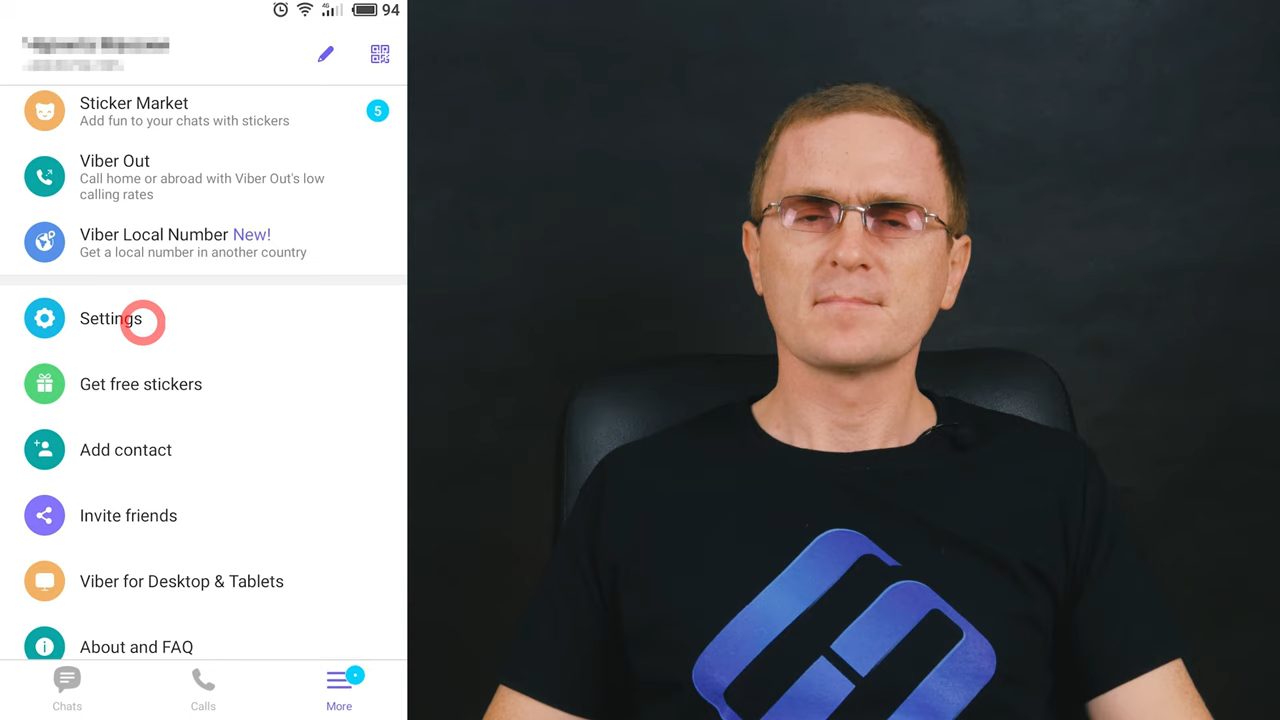 94
Sticker Market
5
Add fun to your chats with stickers
Viber Out
Call home or abroad with Viber Out's low
calling rates
Viber Local Number New!
Get a local number in another country
Settings
Get free stickers
Add contact
Invite friends
Viber for Desktop & Tablets
About and FAQ
Chats
Calls
More